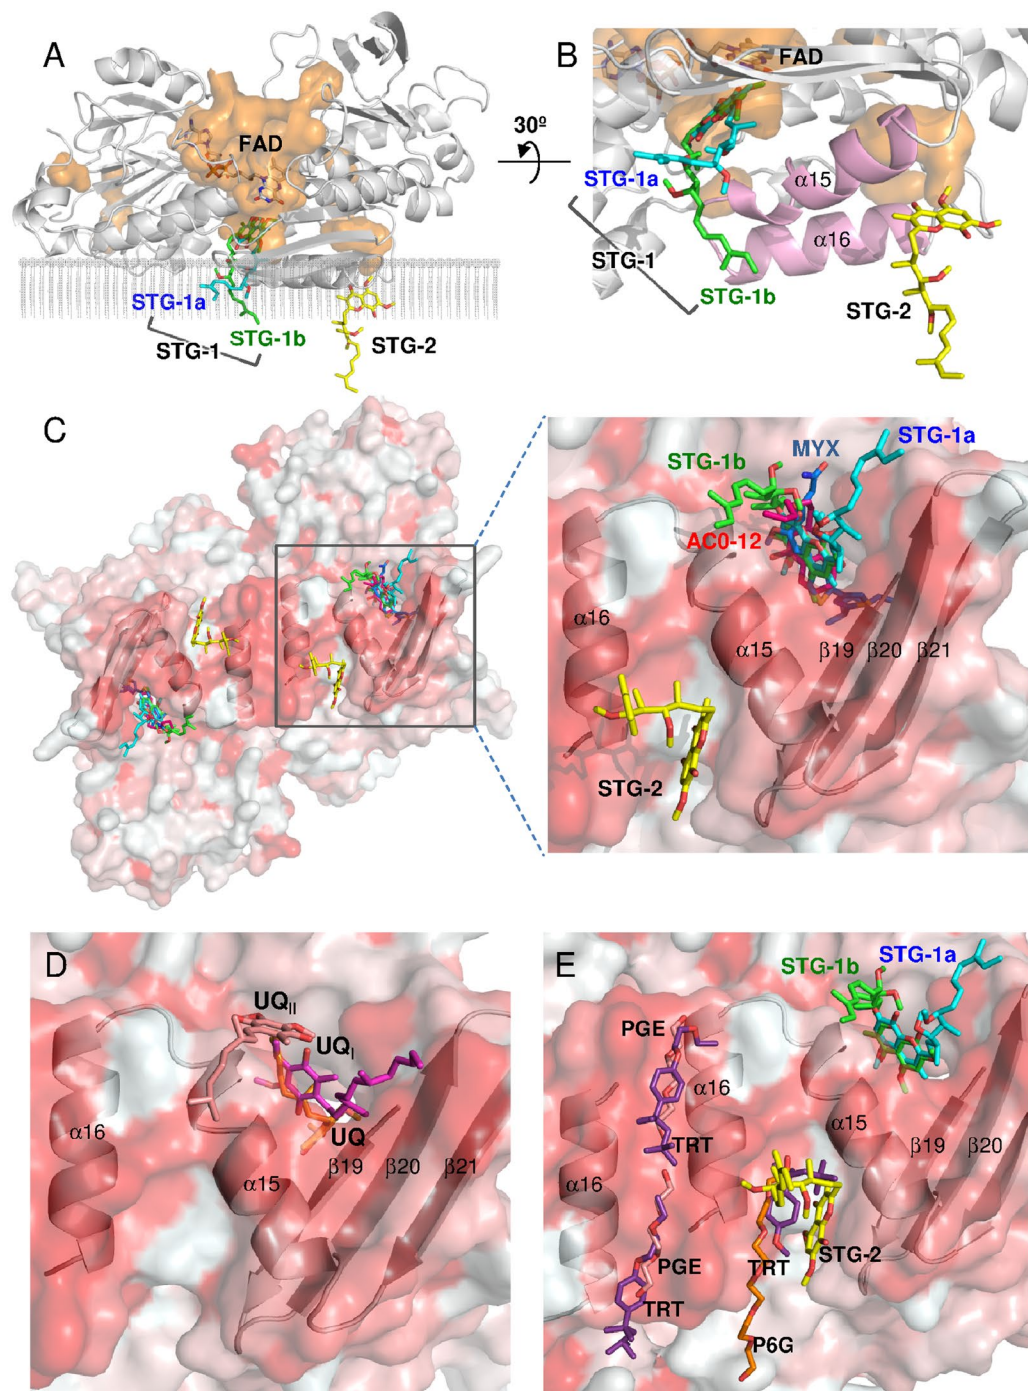 A
FAD
STG-1a
STG-1b
STG-1
STG-2
30º
B
FAD
STG-1a
α15
α16
STG-1
STG-1b
STG-2
C
STG-1b
MYX
STG-1a
AC0-12
α16
α15
β19
β20
β21
STG-2
D
UQII
UQI
UQ
α16
α15
β19
β20
β21
E
STG-1b
STG-1a
PGE
α16
α15
TRT
β19
β20
α16
PGE
TRT
STG-2
TRT
P6G